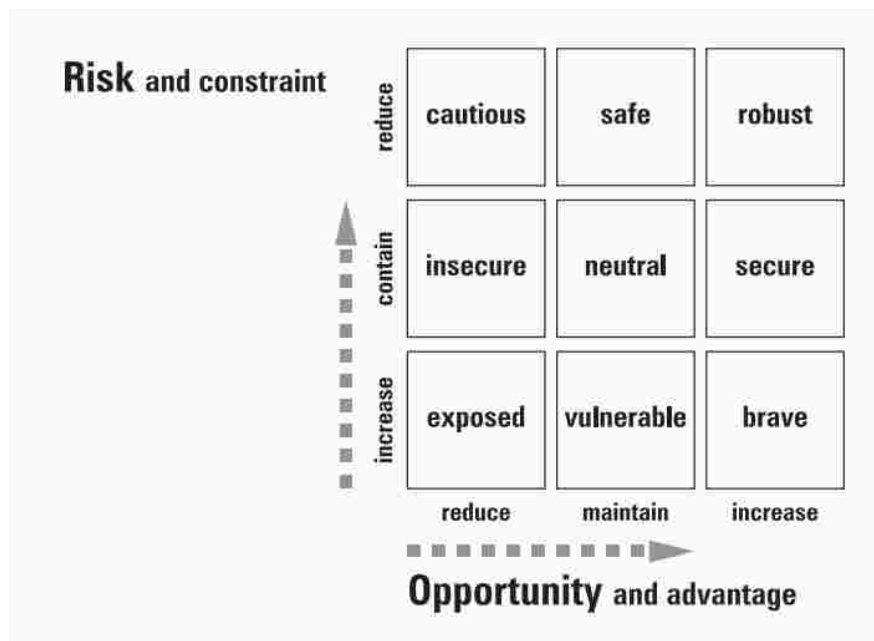 Risk and constraint
reduce
cautious safe robust
contain
insecure neutral secure
increase
exposed vulnerable brave
reduce maintain increase
Opportunity and advantage